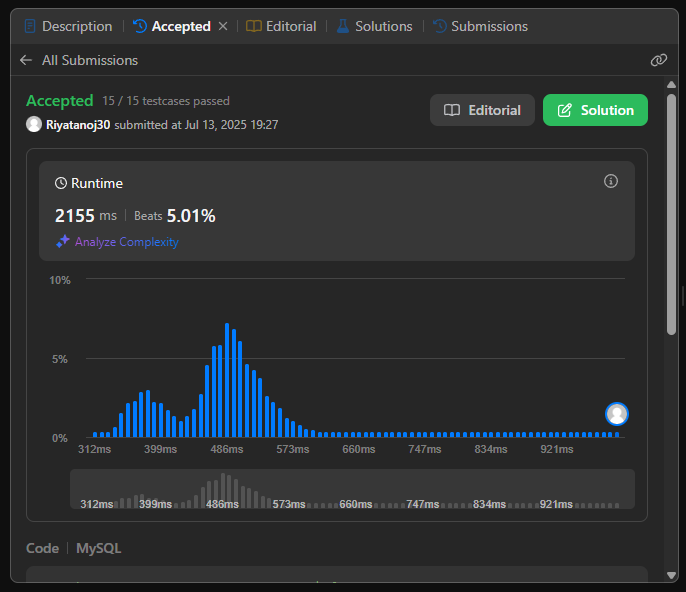 Description Accepted Editorial Solutions Submissions
All Submissions
Accepted 15 / 15 testcases passed
Riyatanoj30 submitted at Jul 13, 2025 19:27
Editorial Solution
Runtime
2155 ms Beats 5.01%
Analyze Complexity
10%
5%
0%
312ms 399ms 486ms 573ms 660ms 747ms 834ms 921ms
312ms 399ms 486ms 573ms 660ms 747ms 834ms 921ms
Code MySQL